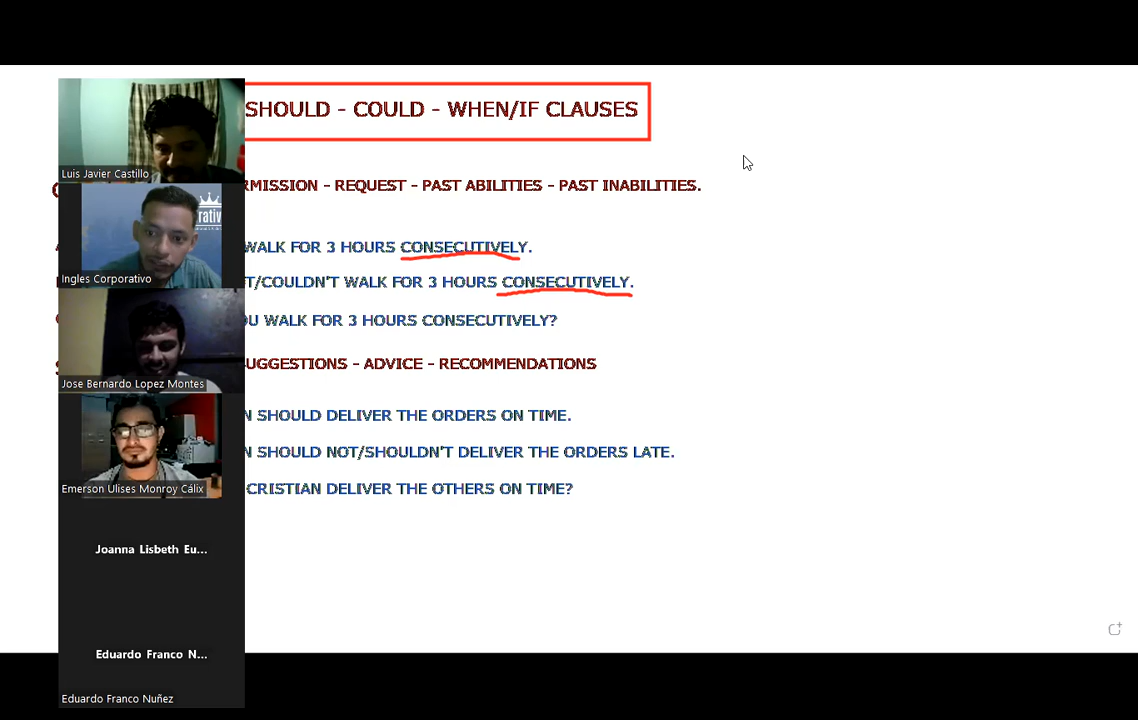 SHOULD - COULD - WHEN/IF CLAUSES
RMISSION - REQUEST - PAST ABILITIES - PAST INABILITIES.
WALK FOR 3 HOURS CONSECUTIVELY.
T/COULDN'T WALK FOR 3 HOURS CONSECUTIVELY.
OU WALK FOR 3 HOURS CONSECUTIVELY?
UGGESTIONS - ADVICE - RECOMMENDATIONS
N SHOULD DELIVER THE ORDERS ON TIME.
N SHOULD NOT/SHOULDN'T DELIVER THE ORDERS LATE.
CRISTIAN DELIVER THE OTHERS ON TIME?
Luis Javier Castillo
rativ
Ingles Corporativo
Jose Bernardo Lopez Montes
Emerson Ulises Monroy Cálix
Joanna Lisbeth Eu...
Eduardo Franco N...
Eduardo Franco Nuñez